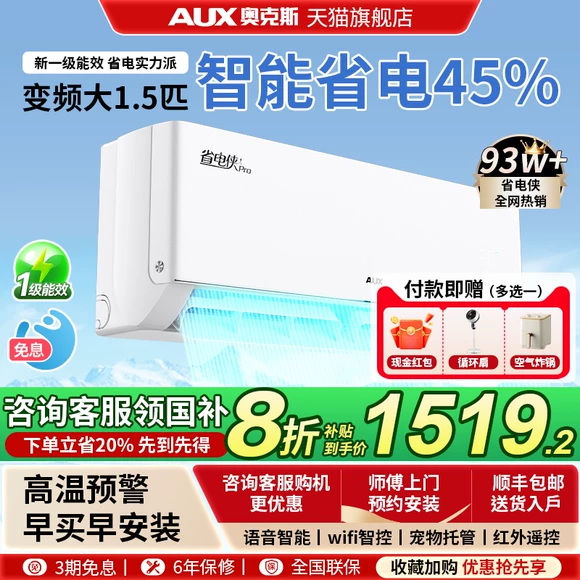 AUX奥克斯 天猫旗舰店
新一级能效 省电实力派
变频大1.5匹
智能省电45%
93W+
省电侠
全网热销
省电侠Pro
AUX
1级能效
免息
付款即赠(多选一)
现金红包
循环扇
空气炸锅
咨询客服领国补
下单立省20% 先到先得
8折
补贴
到手价
1519.2
高温预警
早买早安装
咨询客服购机
更优惠
师傅上门
预约安装
顺丰包邮
送货入戶
语音智能|wifi智控|宠物托管|红外遥控
3期免息
6年保修
全国联保
收藏加购 优惠抢先享